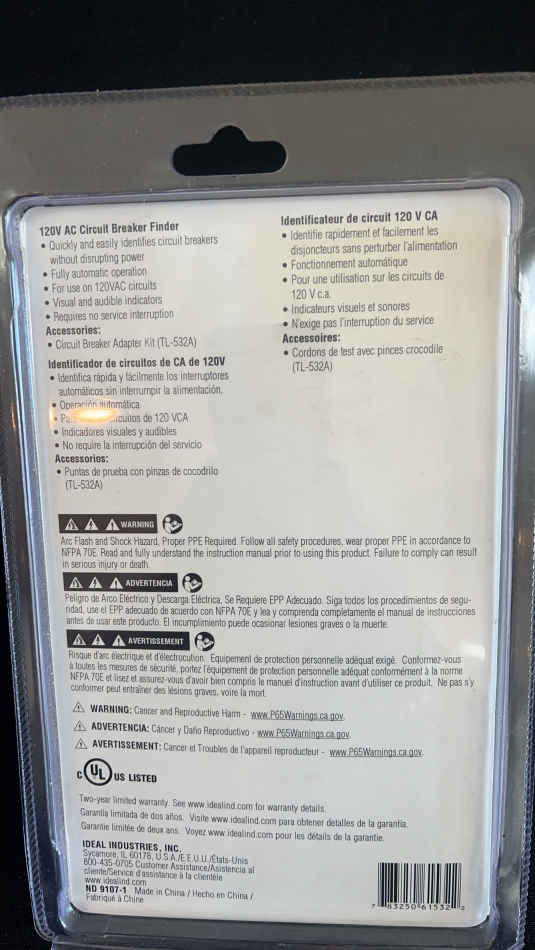 120V AC Circuit Breaker Finder
• Quickly and easily identifies circuit breakers
without disrupting power
• Fully automatic operation
• For use on 120VAC circuits
• Visual and audible indicators
• Requires no service interruption
Accessories:
• Circuit Breaker Adapter Kit (TL-532A)
Identificador de circuitos de CA de 120V
• Identifica rápida y fácilmente los interruptores
automáticos sin interrumpir la alimentación.
• Operación automática
• circuitos de 120 VCA
• Indicadores visuales y audibles
• No require la interrupción del servicio
Accessorios:
• Puntas de prueba con pinzas de cocodrilo
(TL-532A)
Identificateur de circuit 120 V CA
• Identifie rapidement et facilement les
disjoncteurs sans perturber l'alimentation
• Fonctionnement automátique
• Pour une utilisation sur les circuits de
120 V c.a.
• Indicateurs visuels et sonores
• N'exige pas l'interruption du service
Accessoires:
• Cordons de test avec pinces crocodile
(TL-532A)
WARNING
Arc Flash and Shock Hazard, Proper PPE Required. Follow all safety procedures, wear proper PPE in accordance to
NFPA 70E. Read and fully understand the instruction manual prior to using this product. Failure to comply can result
in serious injury or death.
ADVERTENCIA
Peligro de Arco Eléctrico y Descarga Eléctrica, Se Requiere EPP Adecuado. Siga todos los procedimientos de segu-
ridad, use el EPP adecuado de acuerdo con NFPA 70E y lea y comprenda completamente el manual de instrucciones
antes de usar este producto. El incumplimiento puede ocasionar lesiones graves o la muerte.
AVERTISSEMENT
Risque d'arc électrique et d'électrocution. Équipement de protection personnelle adéquat exigé. Conformez-vous
à toutes les mesures de sécurité, portez l'équipement de protection personnelle adéquat conformément à la norme
NFPA 70E et lisez et assurez-vous d'avoir bien compris le manuel d'instruction avant d'utiliser ce produit. Ne pas s'y
conformer peut entraîner des lésions graves, voire la mort.
WARNING: Cancer and Reproductive Harm - www.P65Warnings.ca.gov.
ADVERTENCIA: Cáncer y Daño Reproductivo - www.P65Warnings.ca.gov.
AVERTISSEMENT: Cancer et Troubles de l'appareil reproducteur - www.P65Warnings.ca.gov.
C UL US LISTED
Two-year limited warranty. See www.idealind.com for warranty details.
Garantía limitada de dos años. Visite www.idealind.com para obtener detalles de la garantía.
Garantie limitée de deux ans. Voyez www.idealind.com pour les détails de la garantie.
IDEAL INDUSTRIES, INC.
Sycamore, IL 60178, U.S.A./E.E.U.U./États-Unis
800-435-0705 Customer Assistance/Asistencia al
cliente/Service d'assistance à la clientèle
www.idealind.com
ND 9107-1 Made in China / Hecho en China /
Fabriqué à Chine
7 83250 61532